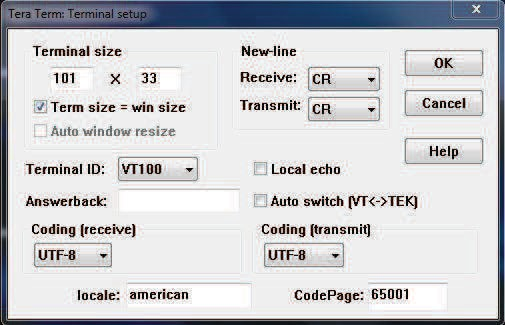 Tera Term: Terminal setup
Terminal size
101 X 33
Term size = win size
Auto window resize
New-line
Receive: CR
Transmit: CR
OK
Cancel
Help
Terminal ID: VT100
Local echo
Answerback:
Auto switch (VT<->TEK)
Coding (receive)
UTF-8
Coding (transmit)
UTF-8
locale: american
CodePage: 65001